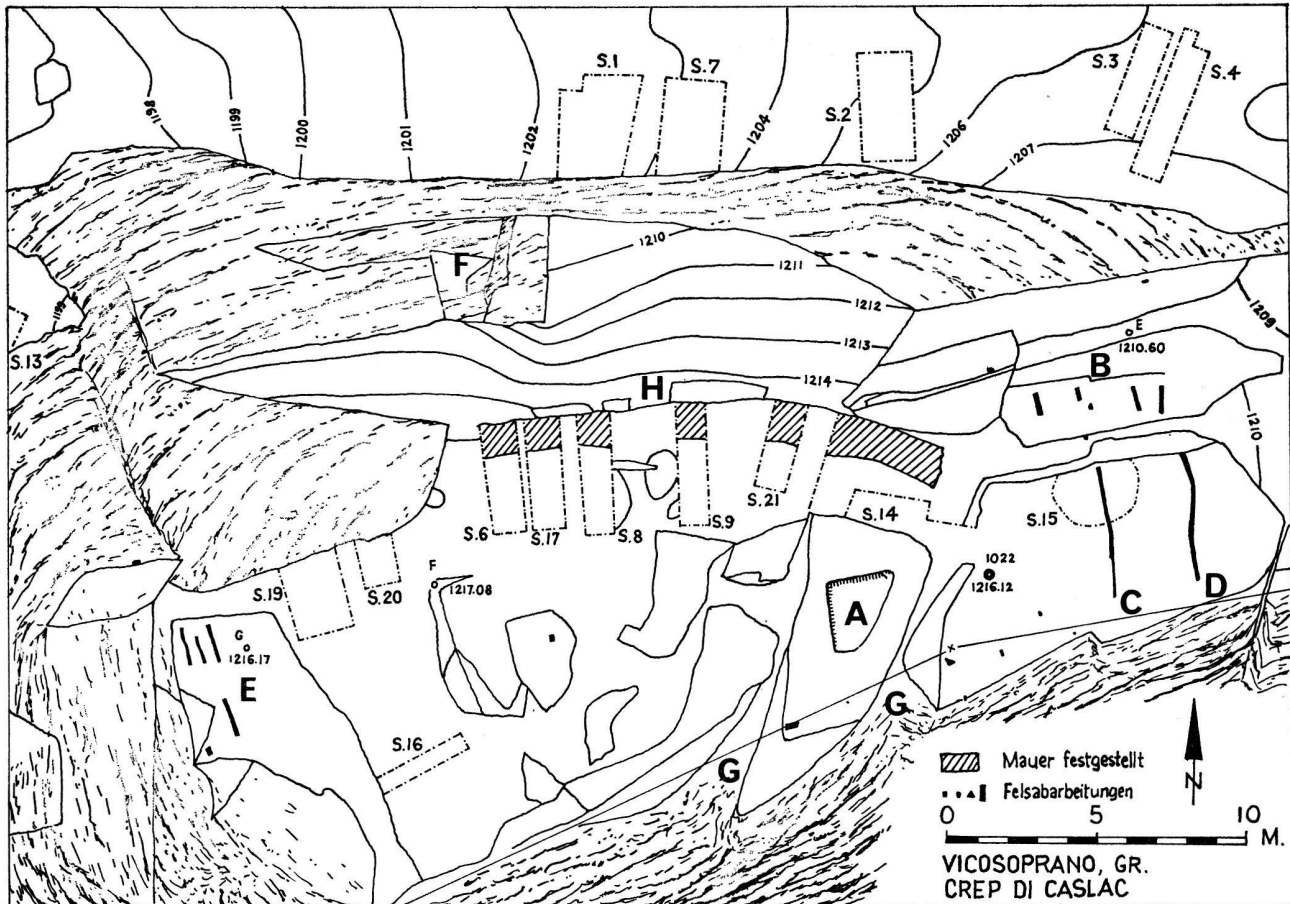 S.1
S.7
S.2
S.3
S.4
1198
1199
1200
1201
1202
1204
1206
1207
F
1210
1211
1212
1213
1214
1209
E
1210.60
B
S.13
H
1210
S.6
S.17
S.8
S.9
S.21
S.14
S.15
S.19
S.20
F
1217.08
1022
1216.12
A
C
D
G
1216.17
E
S.16
G
G
Mauer festgestellt
Felsabarbeitungen
N
0 5 10 M.
VICOSOPRANO, GR.
CREP DI CASLAC